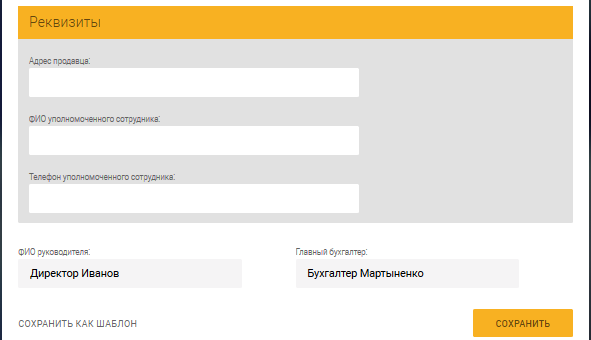 Реквизиты
Адрес продавца:
ФИО уполномоченного сотрудника:
Телефон уполномоченного сотрудника:
ФИО руководителя: Главный бухгалтер:
Директор Иванов Бухгалтер Мартыненко
СОХРАНИТЬ КАК ШАБЛОН СОХРАНИТЬ